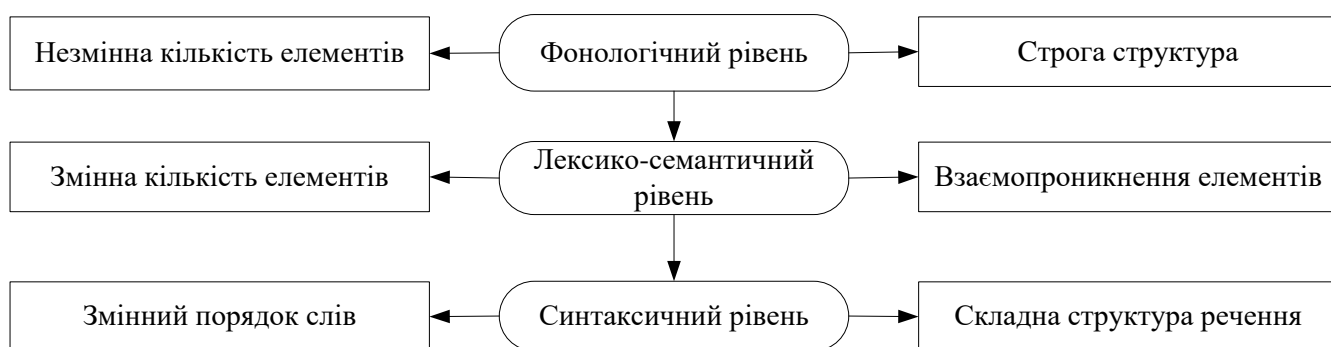 Незмінна кількість елементів
Фонологічний рівень
Строга структура
Змінна кількість елементів
Лексико-семантичний
рівень
Взаємопроникнення елементів
Змінний порядок слів
Синтаксичний рівень
Складна структура речення